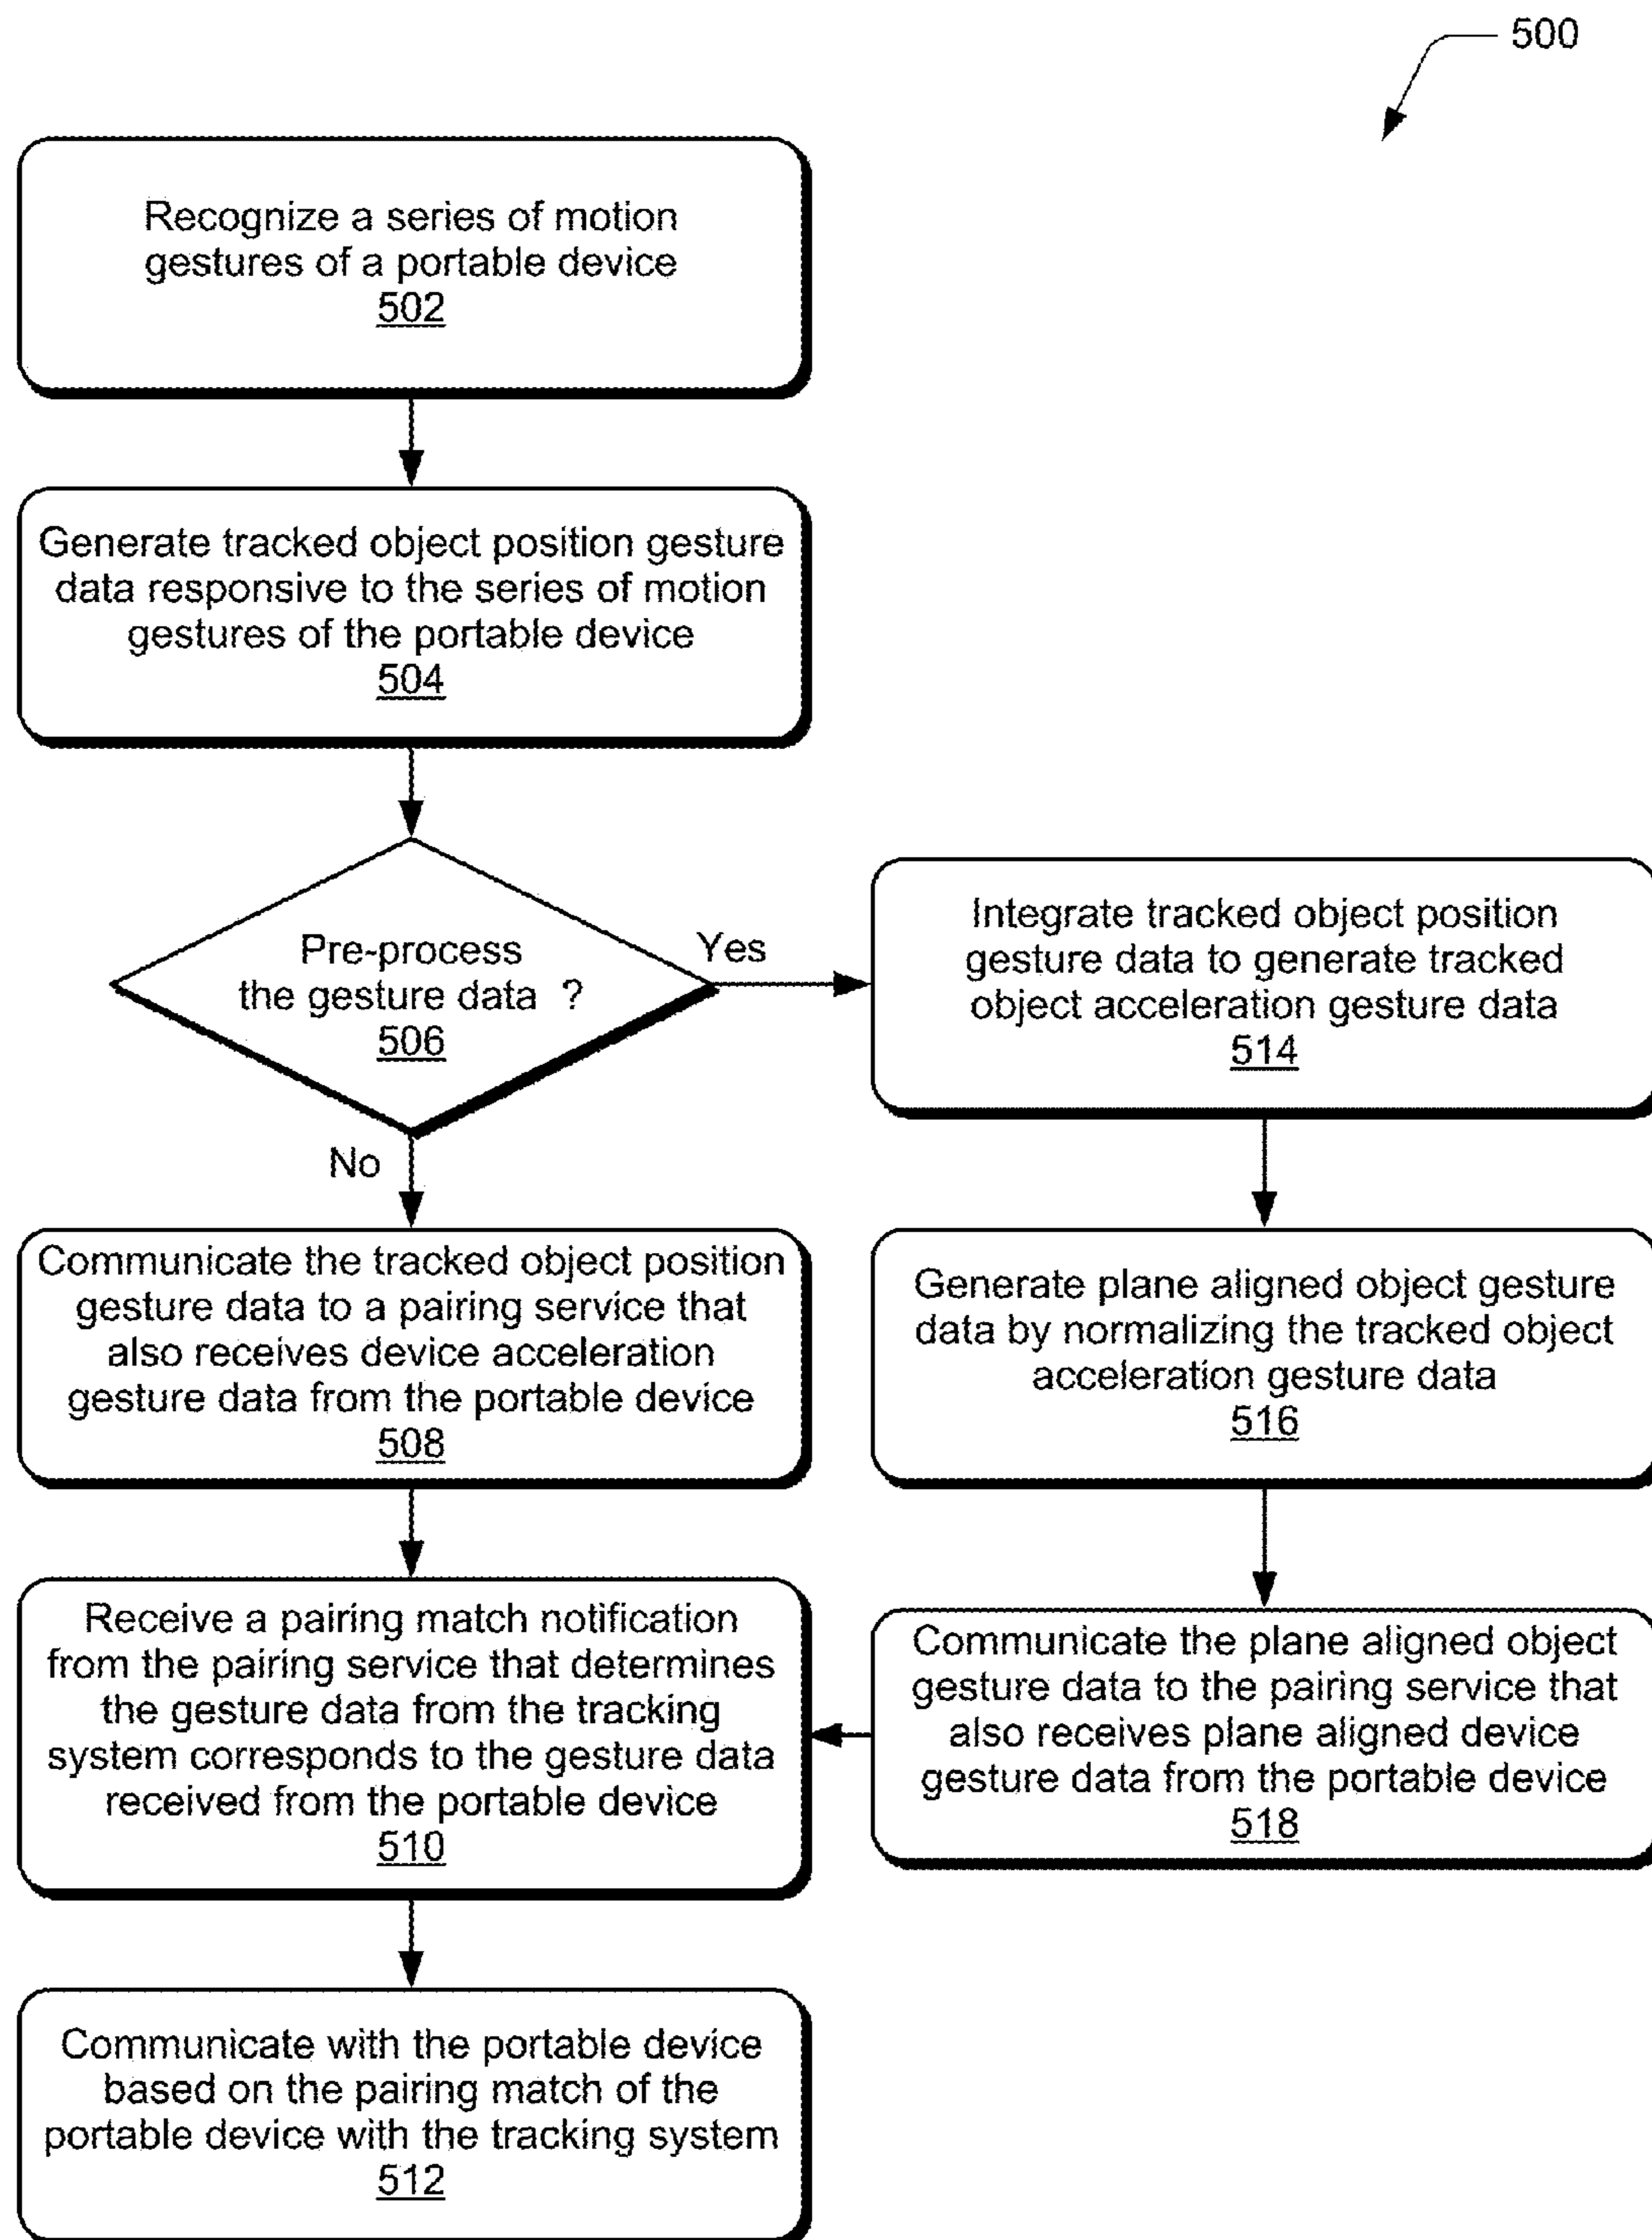 500
Recognize a series of motion
gestures of a portable device
502
Generate tracked object position gesture
data responsive to the series of motion
gestures of the portable device
504
Pre-process
the gesture data ?
506
Yes
No
Integrate tracked object position
gesture data to generate tracked
object acceleration gesture data
514
Communicate the tracked object position
gesture data to a pairing service that
also receives device acceleration
gesture data from the portable device
508
Generate plane aligned object gesture
data by normalizing the tracked object
acceleration gesture data
516
Receive a pairing match notification
from the pairing service that determines
the gesture data from the tracking
system corresponds to the gesture data
received from the portable device
510
Communicate the plane aligned object
gesture data to the pairing service that
also receives plane aligned device
gesture data from the portable device
518
Communicate with the portable device
based on the pairing match of the
portable device with the tracking system
512